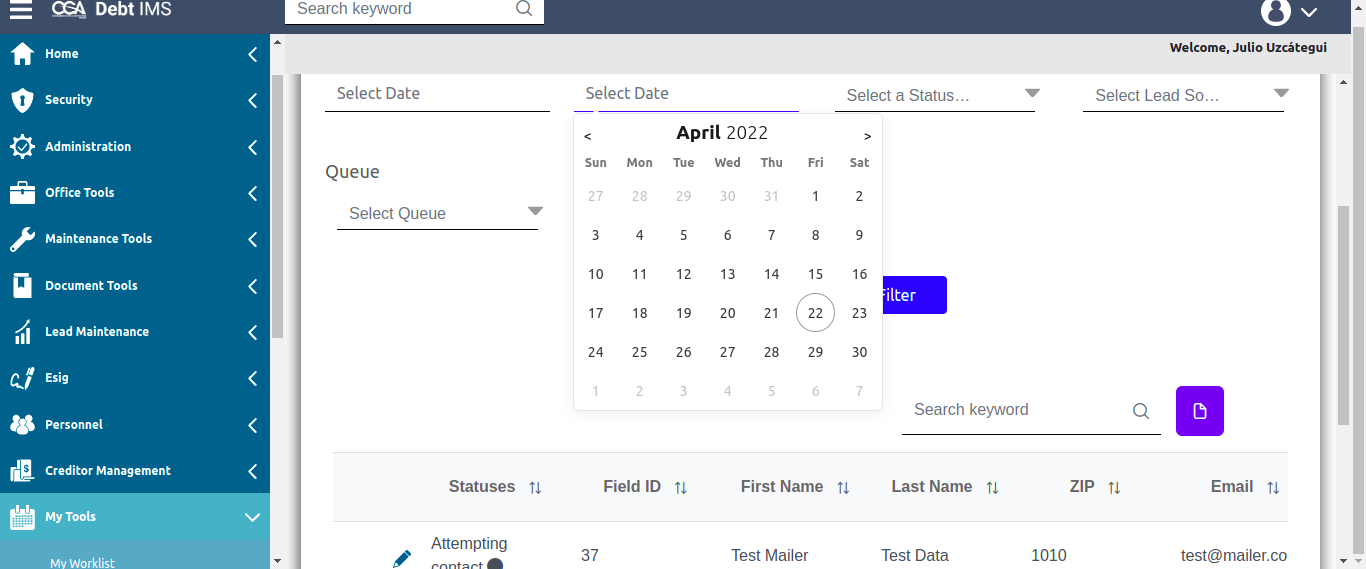 CGA Debt IMS
Search keyword
Welcome, Julio Uzcátegui
Home
Security
Administration
Office Tools
Maintenance Tools
Document Tools
Lead Maintenance
Esig
Personnel
Creditor Management
My Tools
My Worklist
Select Date
Select Date
Select a Status…
Select Lead So…
< April 2022 >
Sun Mon Tue Wed Thu Fri Sat
27 28 29 30 31 1 2
3 4 5 6 7 8 9
10 11 12 13 14 15 16
17 18 19 20 21 22 23
24 25 26 27 28 29 30
1 2 3 4 5 6 7
Queue
Select Queue
Filter
Search keyword
Statuses Field ID First Name Last Name ZIP Email
Attempting contact 37 Test Mailer Test Data 1010 test@mailer.co